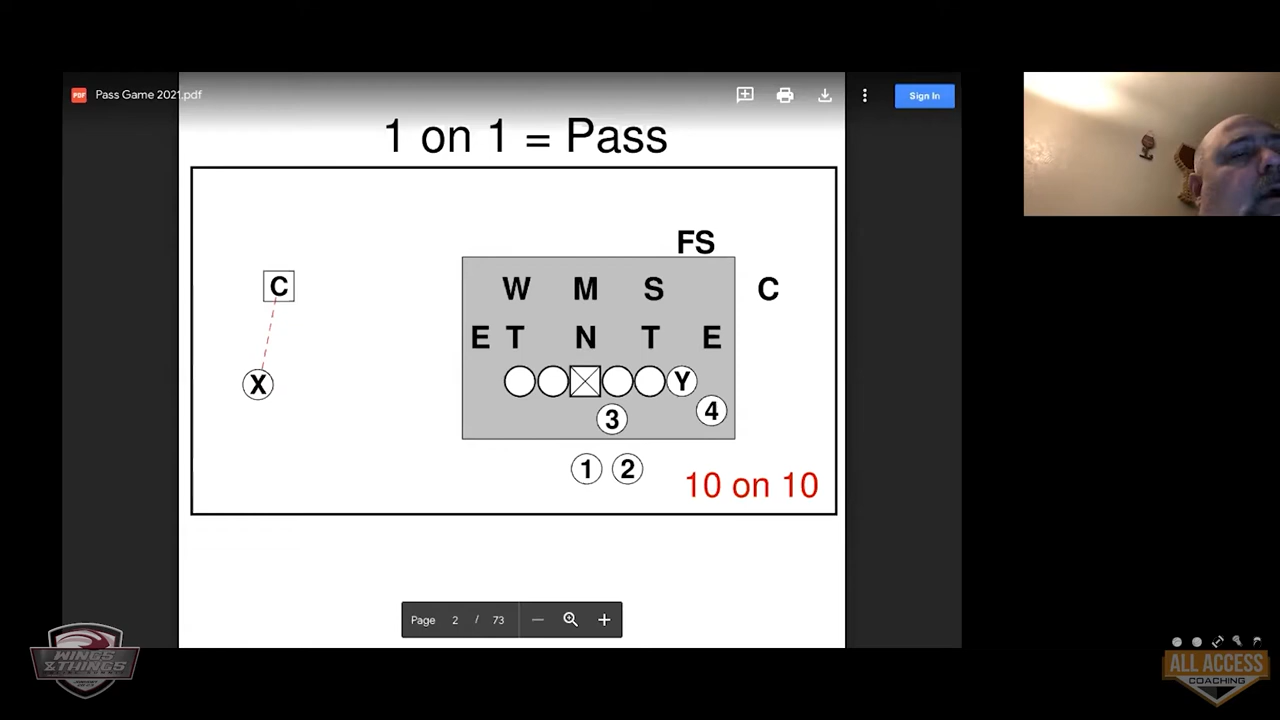 PDF Pass Game 2021.pdf
Sign In
1 on 1 = Pass
FS
C W M S C
E T N T E
X Y
3 4
1 2
10 on 10
Page 2 / 73
WINGS
& THINGS
ALL ACCESS
COACHING